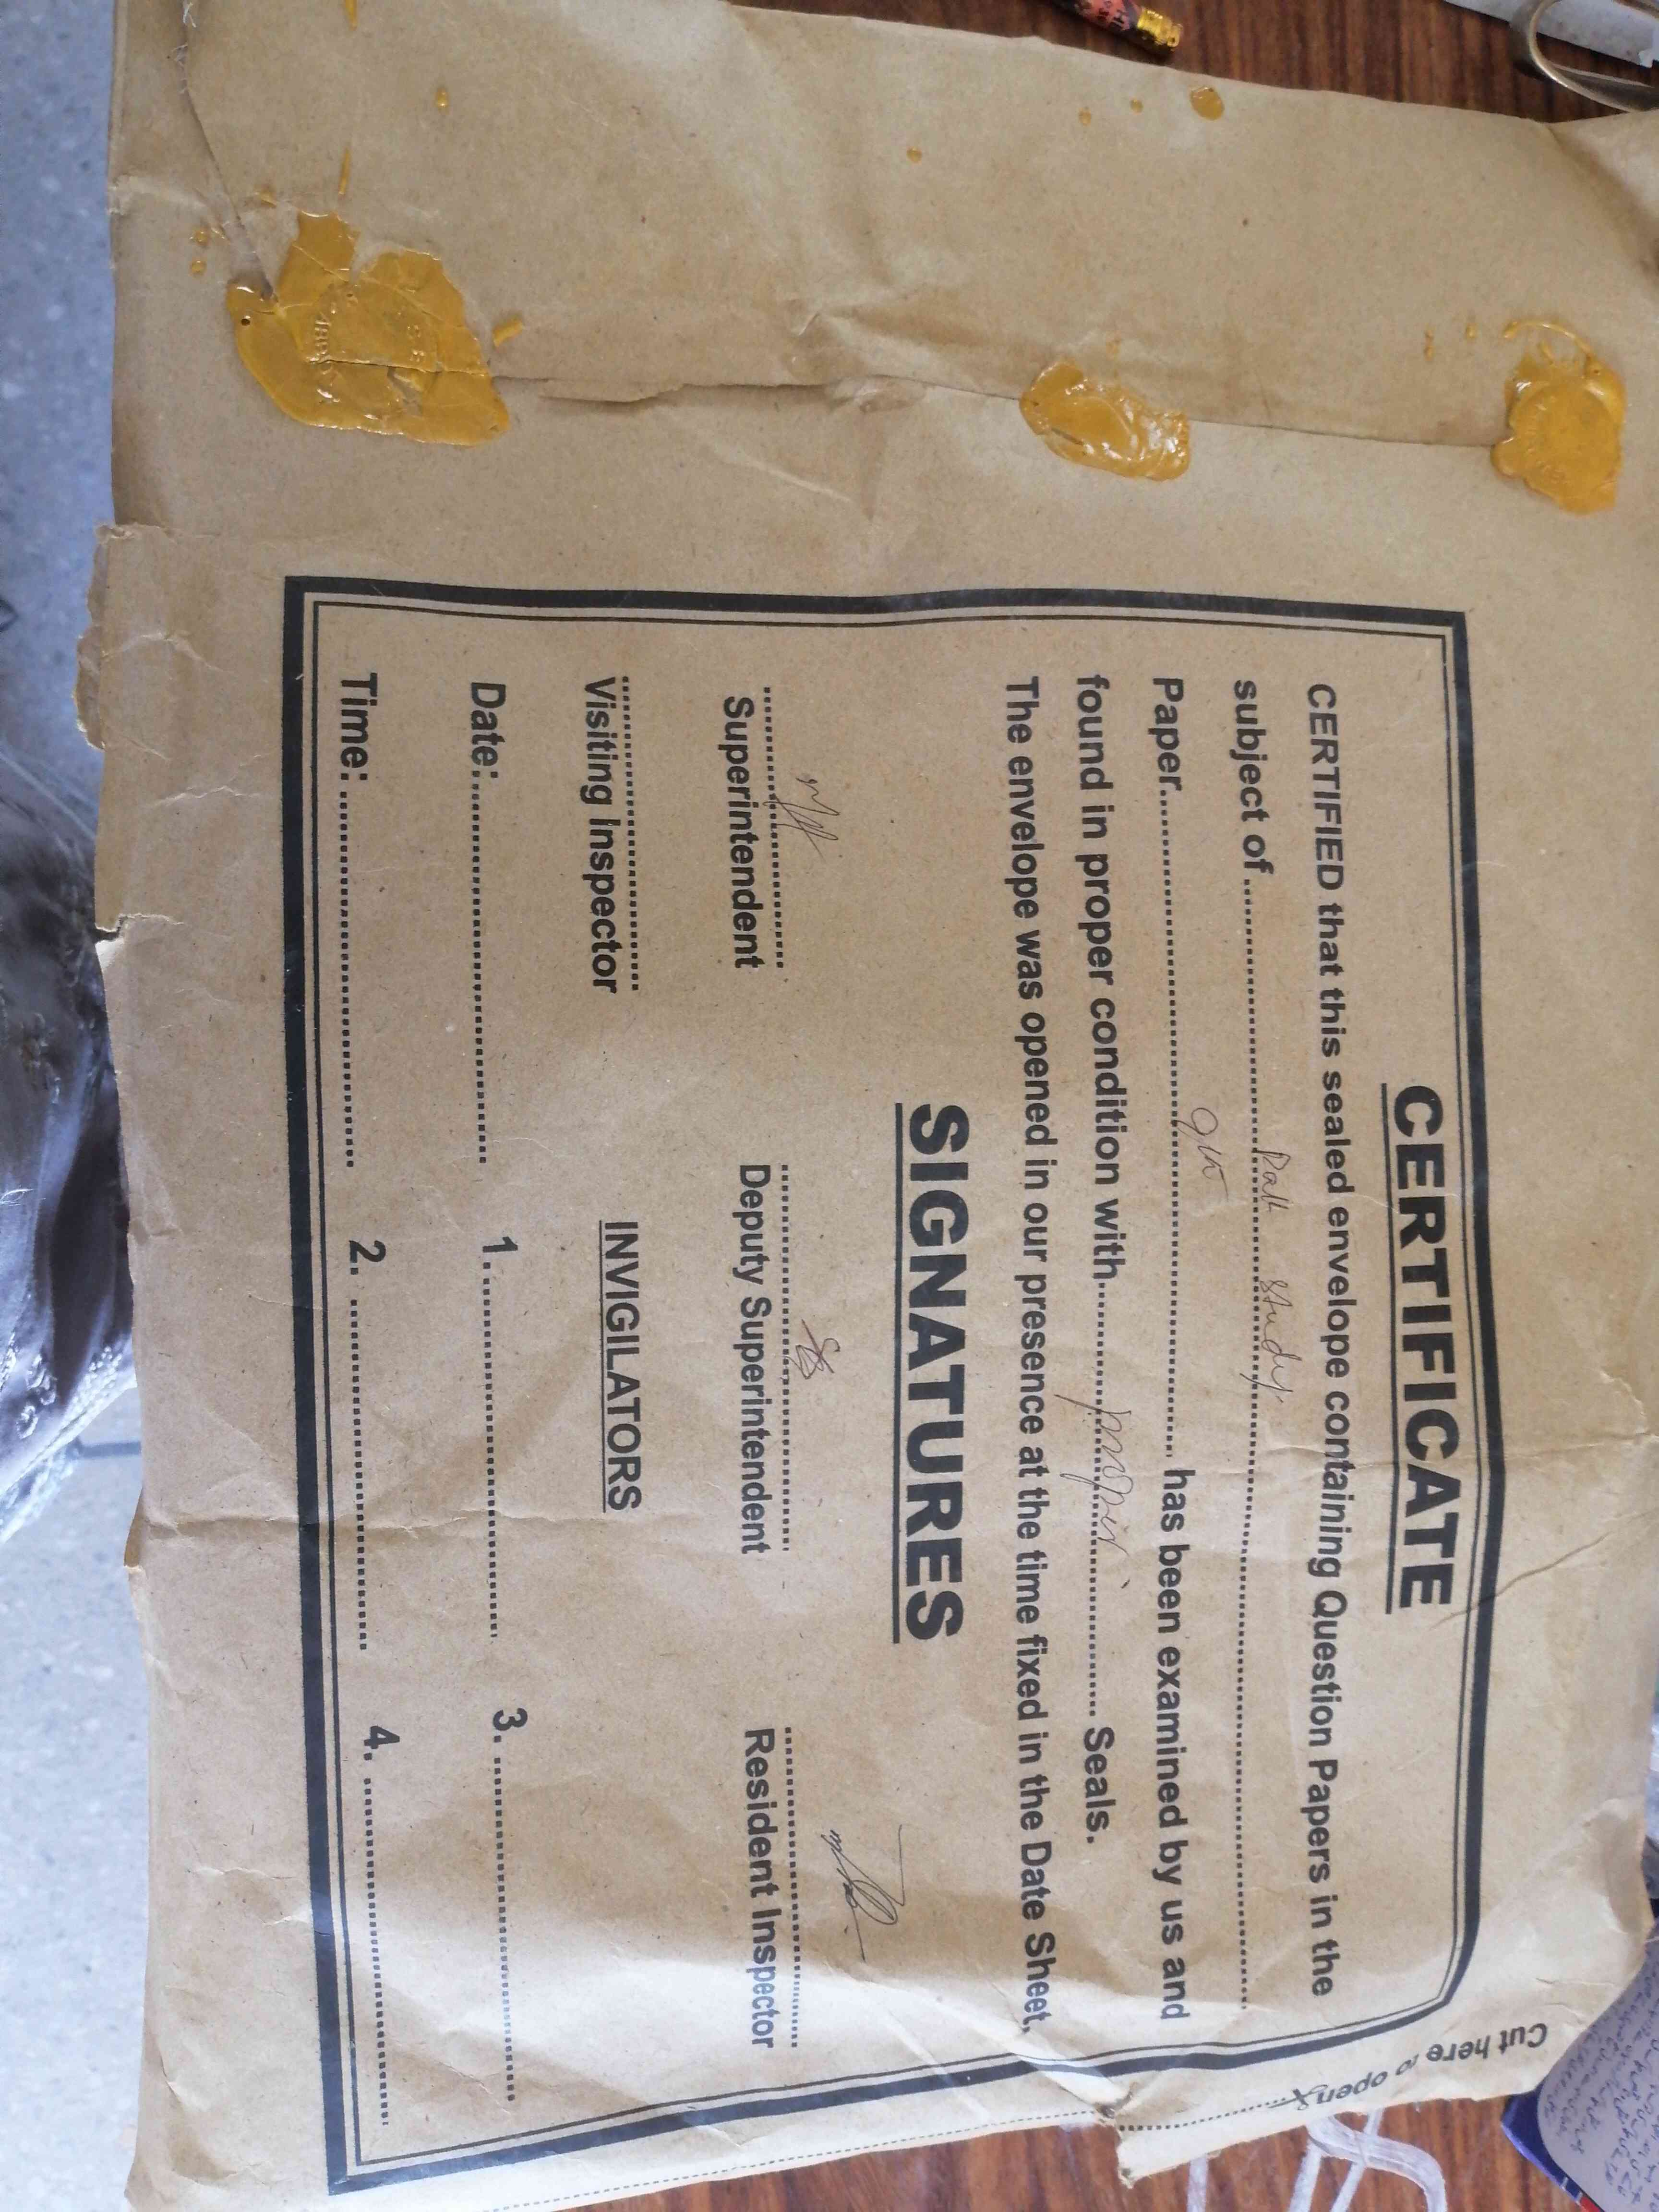 CERTIFICATE
CERTIFIED that this sealed envelope containing Question Papers in the
subject of..........Pak study..........
Paper..........9th.......... has been examined by us and
found in proper condition with..........proper.......... Seals.
The envelope was opened in our presence at the time fixed in the Date Sheet.
SIGNATURES
Superintendent Deputy Superintendent Resident Inspector
Visiting Inspector INVIGILATORS
Date:.......... 1........... 3. ..........
Time: .......... 2. .......... 4. ..........
Cut here to open